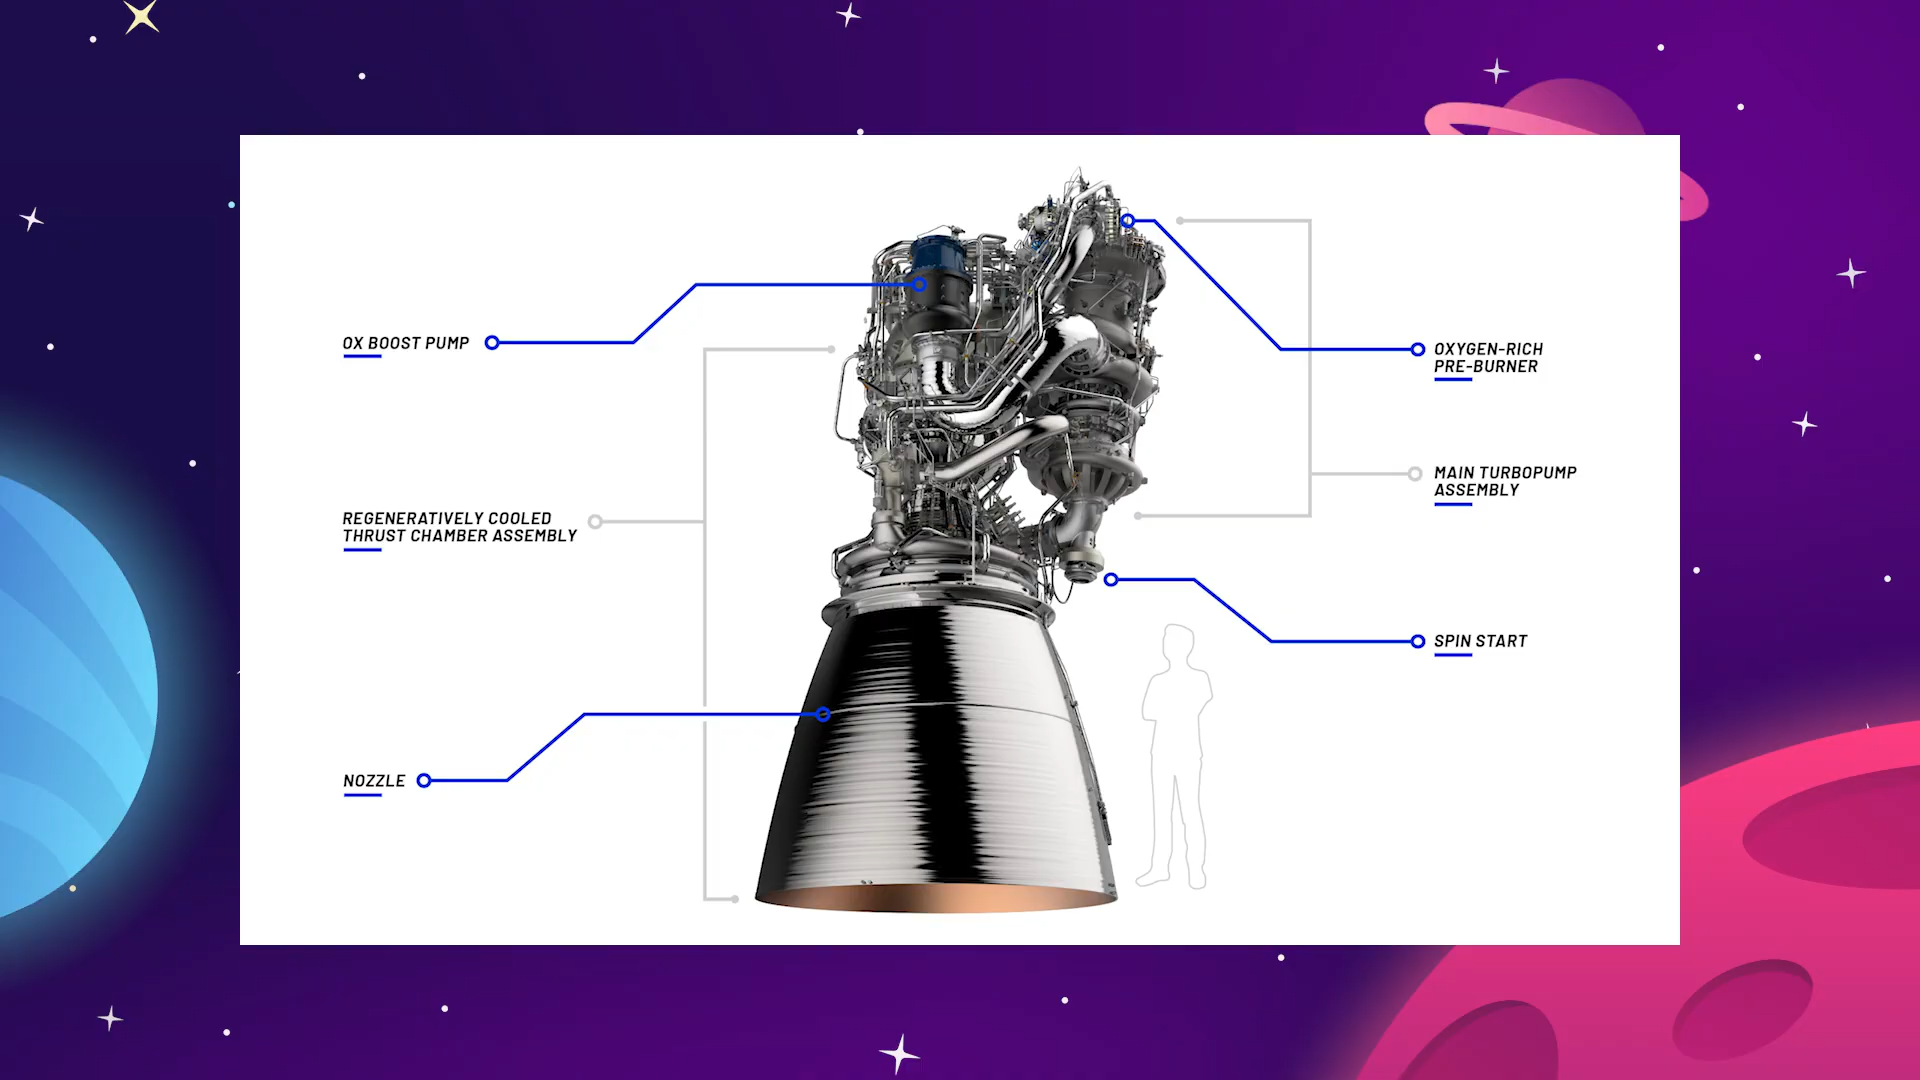 OX BOOST PUMP
REGENERATIVELY COOLED
THRUST CHAMBER ASSEMBLY
NOZZLE
OXYGEN-RICH
PRE-BURNER
MAIN TURBOPUMP
ASSEMBLY
SPIN START